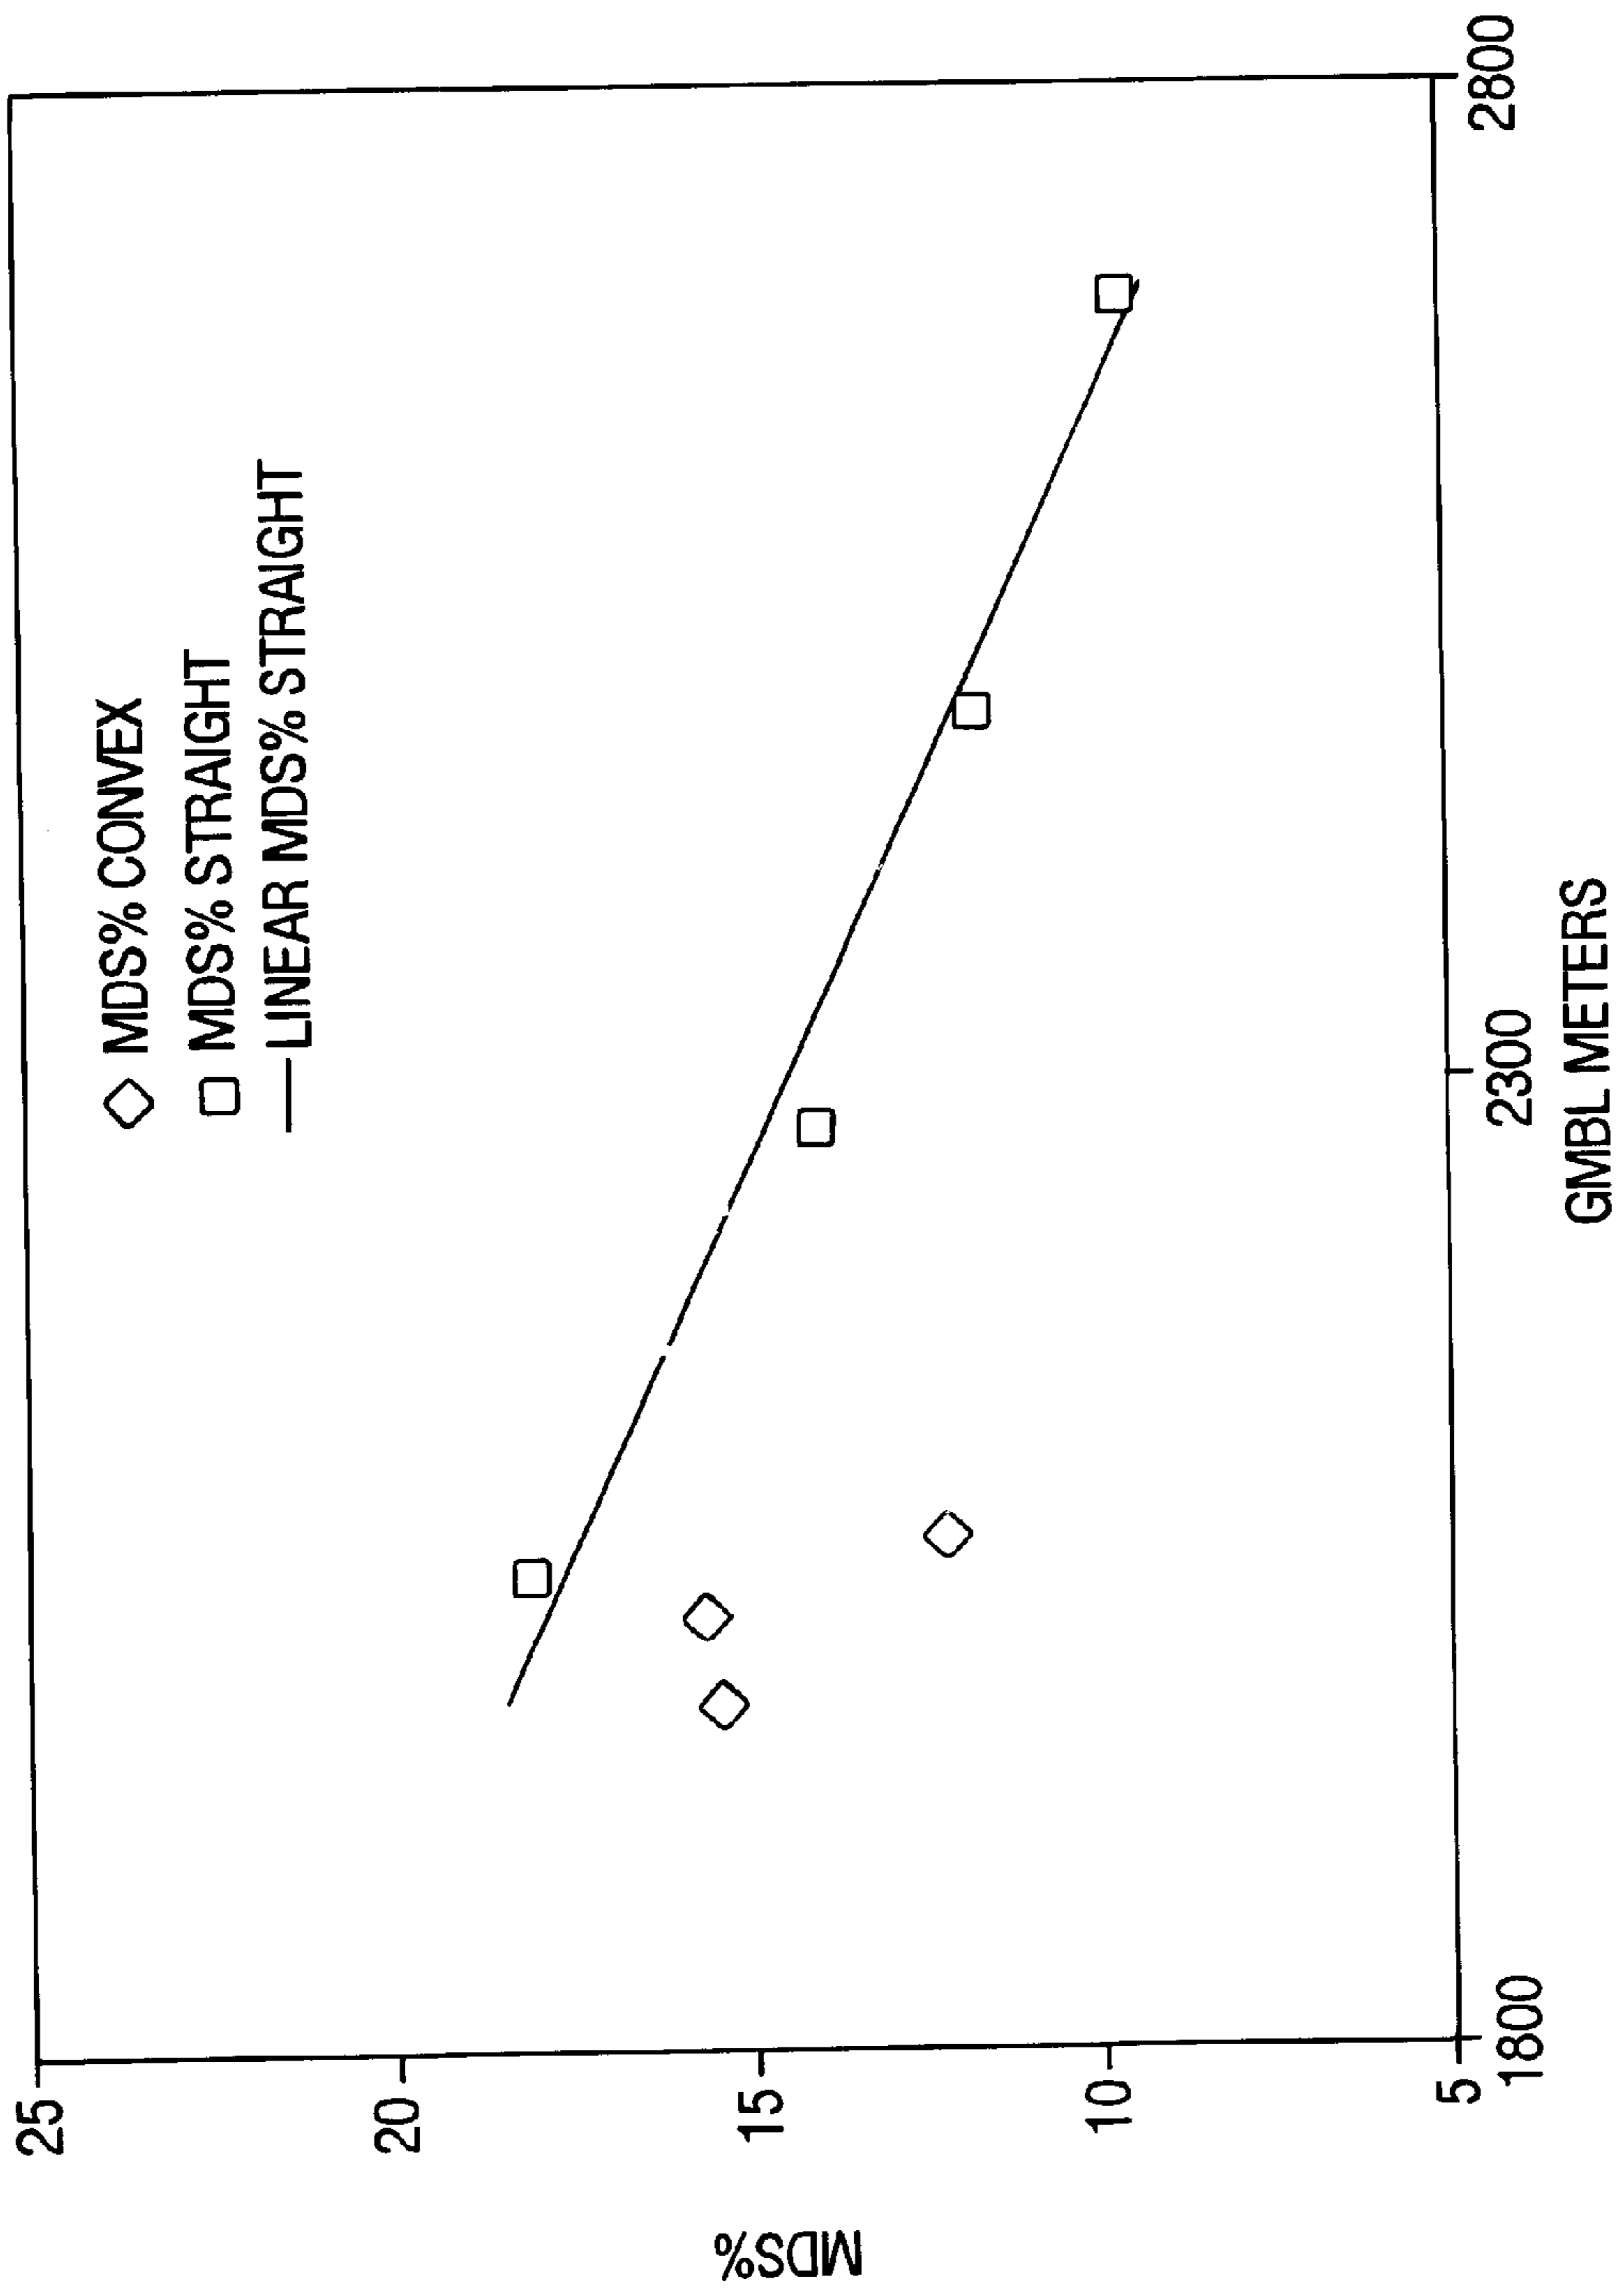 MDS% CONVEX
MDS% STRAIGHT
LINEAR MDS% STRAIGHT
25
20
15
10
5
MDS%
1800
2300
2800
GMBL METERS